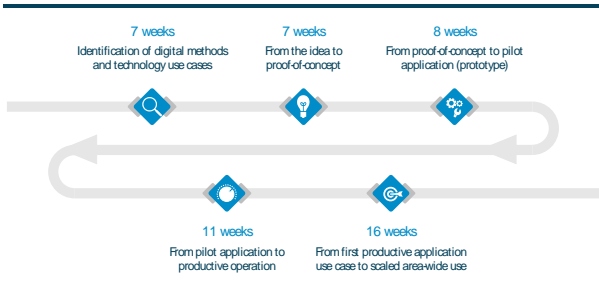 7 weeks
Identification of digital methods
and technology use cases
7 weeks
From the idea to
proof-of-concept
8 weeks
From proof-of-concept to pilot
application (prototype)
11 weeks
From pilot application to
productive operation
16 weeks
From first productive application
use case to scaled area-wide use